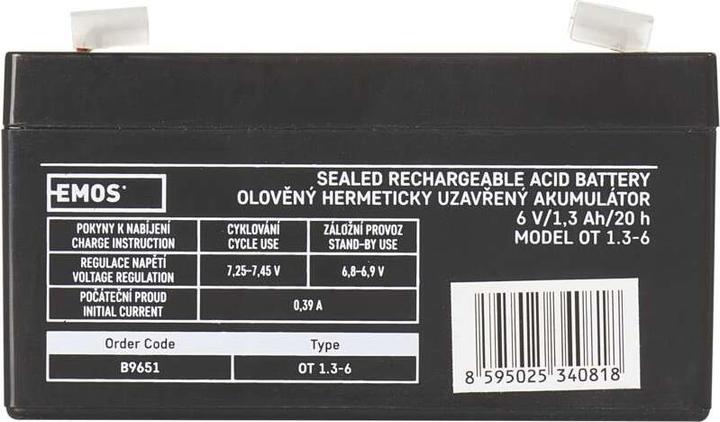 SEALED RECHARGEABLE ACID BATTERY
OLOVĚNÝ HERMETICKY UZAVŘENÝ AKUMULÁTOR
6 V/1,3 Ah/20 h
MODEL OT 1.3-6
EMOS
POKYNY K NABÍJENÍ
CHARGE INSTRUCTION
CYKLOVÁNÍ
CYCLE USE
ZÁLOŽNÍ PROVOZ
STAND-BY USE
REGULACE NAPĚTÍ
VOLTAGE REGULATION
7,25-7,45 V
6,8-6,9 V
POČÁTEČNÍ PROUD
INITIAL CURRENT
0,39 A
Order Code
Type
B9651
OT 1.3-6
8 595025 340818